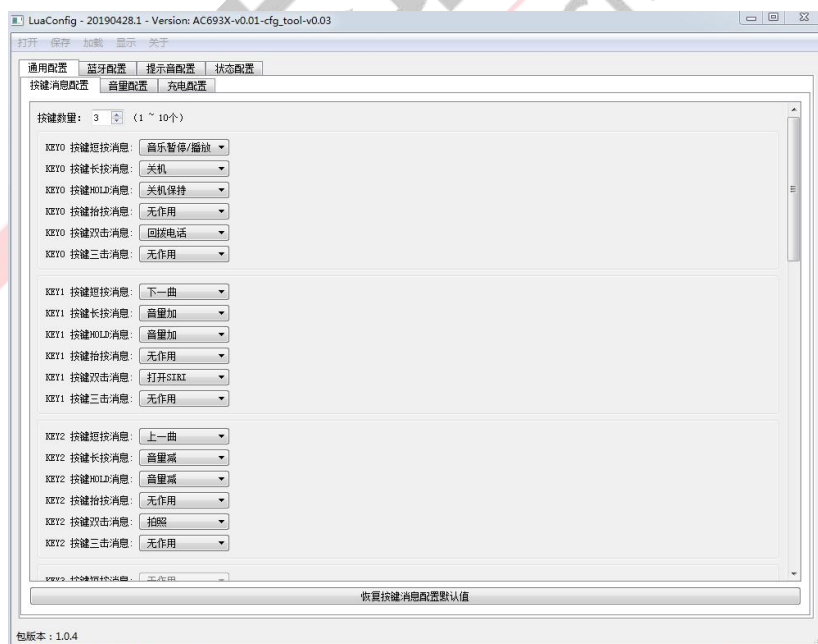 LuaConfig - 20190428.1 - Version: AC693X-v0.01-cfg_tool-v0.03
打开 保存 加载 显示 关于
通用配置 蓝牙配置 提示音配置 状态配置
按键消息配置 音量配置 充电配置
按键数量: 3 (1 ~ 10个)
KEY0 按键短按消息: 音乐暂停/播放
KEY0 按键长按消息: 关机
KEY0 按键HOLD消息: 关机保持
KEY0 按键抬按消息: 无作用
KEY0 按键双击消息: 回拨电话
KEY0 按键三击消息: 无作用
KEY1 按键短按消息: 下一曲
KEY1 按键长按消息: 音量加
KEY1 按键HOLD消息: 音量加
KEY1 按键抬按消息: 无作用
KEY1 按键双击消息: 打开SIRI
KEY1 按键三击消息: 无作用
KEY2 按键短按消息: 上一曲
KEY2 按键长按消息: 音量减
KEY2 按键HOLD消息: 音量减
KEY2 按键抬按消息: 无作用
KEY2 按键双击消息: 拍照
KEY2 按键三击消息: 无作用
KEY3 按键短按消息: 无作用
恢复按键消息配置默认值
包版本：1.0.4